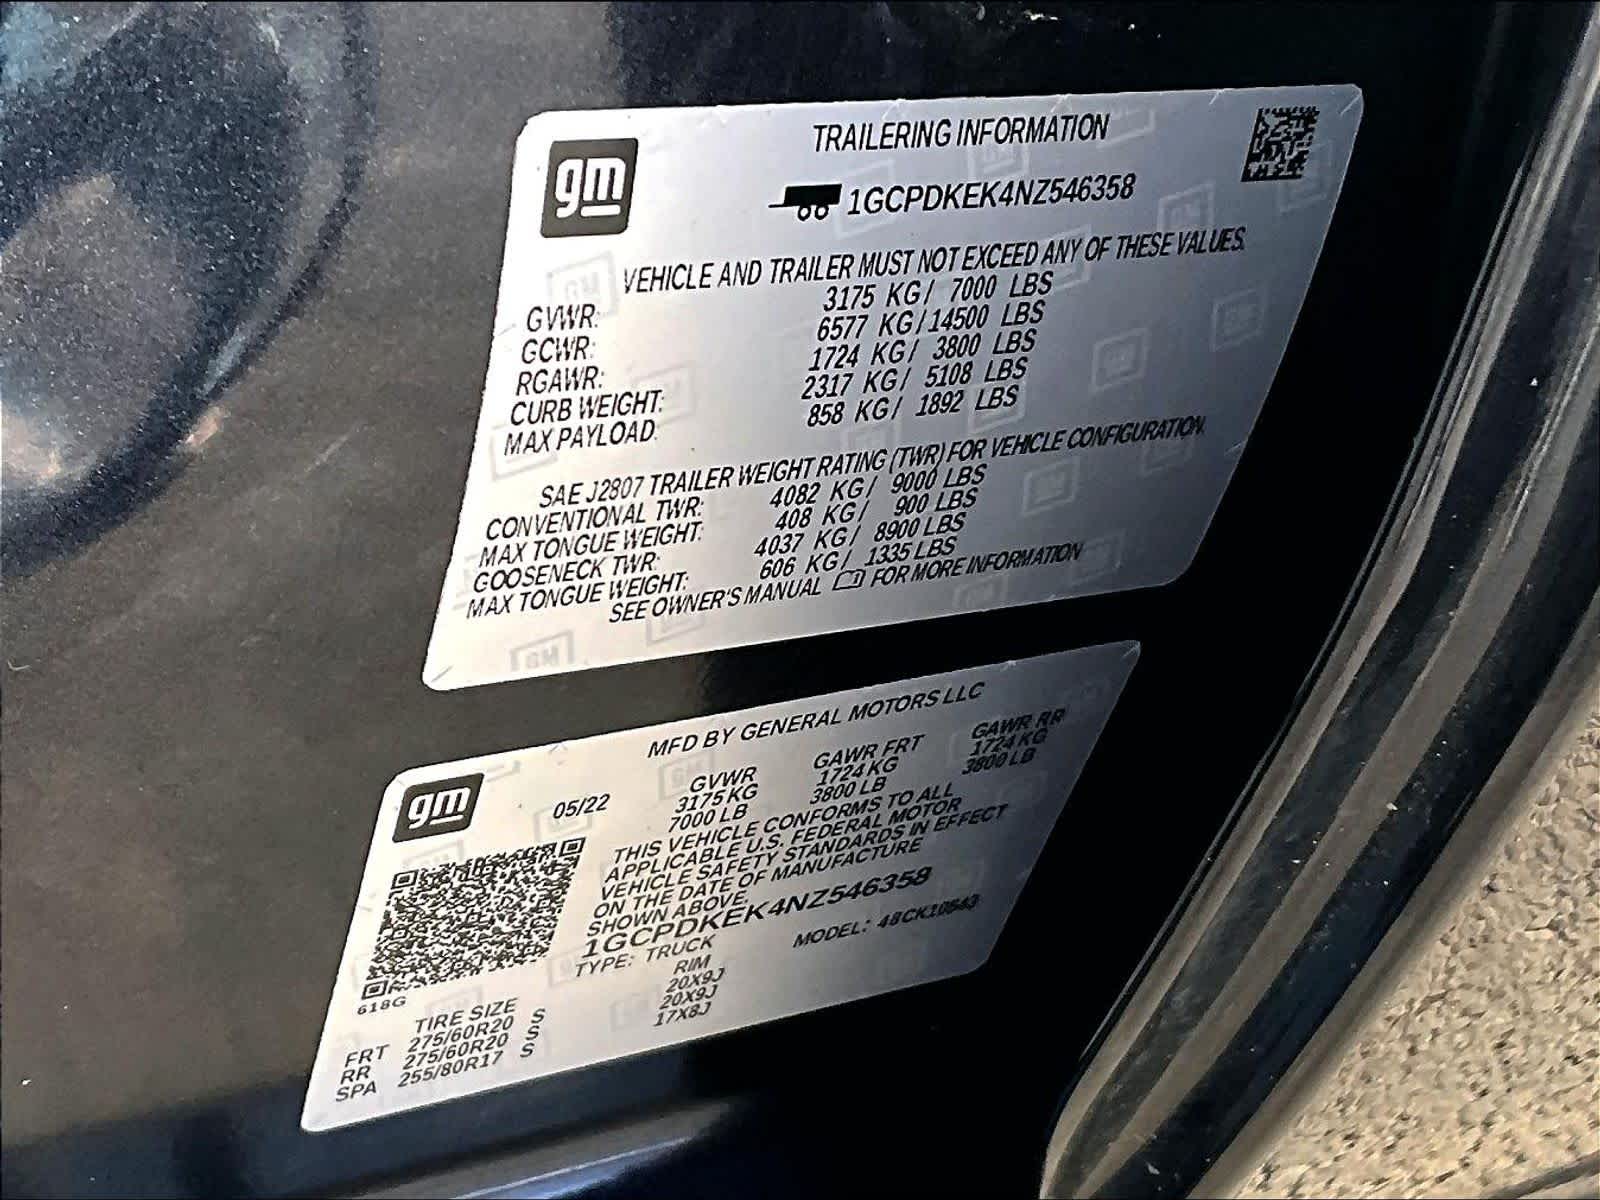 gm
TRAILERING INFORMATION
1GCPDKEK4NZ546358
VEHICLE AND TRAILER MUST NOT EXCEED ANY OF THESE VALUES.
GVWR: 3175 KG/ 7000 LBS
GCWR: 6577 KG/14500 LBS
RGAWR: 1724 KG/ 3800 LBS
CURB WEIGHT: 2317 KG/ 5108 LBS
MAX PAYLOAD: 858 KG/ 1892 LBS
SAE J2807 TRAILER WEIGHT RATING (TWR) FOR VEHICLE CONFIGURATION.
CONVENTIONAL TWR: 4082 KG/ 9000 LBS
MAX TONGUE WEIGHT: 408 KG/ 900 LBS
GOOSENECK TWR: 4037 KG/ 8900 LBS
MAX TONGUE WEIGHT: 606 KG/ 1335 LBS
SEE OWNER'S MANUAL FOR MORE INFORMATION
gm
MFD BY GENERAL MOTORS LLC
05/22 GVWR GAWR FRT GAWR RR
3175 KG 1724 KG 1724 KG
7000 LB 3800 LB 3800 LB
THIS VEHICLE CONFORMS TO ALL
APPLICABLE U.S. FEDERAL MOTOR
VEHICLE SAFETY STANDARDS IN EFFECT
ON THE DATE OF MANUFACTURE
SHOWN ABOVE.
1GCPDKEK4NZ546358
TYPE: TRUCK MODEL: 48CK10543
618G
TIRE SIZE RIM
FRT 275/60R20 S 20X9J
RR 275/60R20 S 20X9J
SPA 255/80R17 S 17X8J